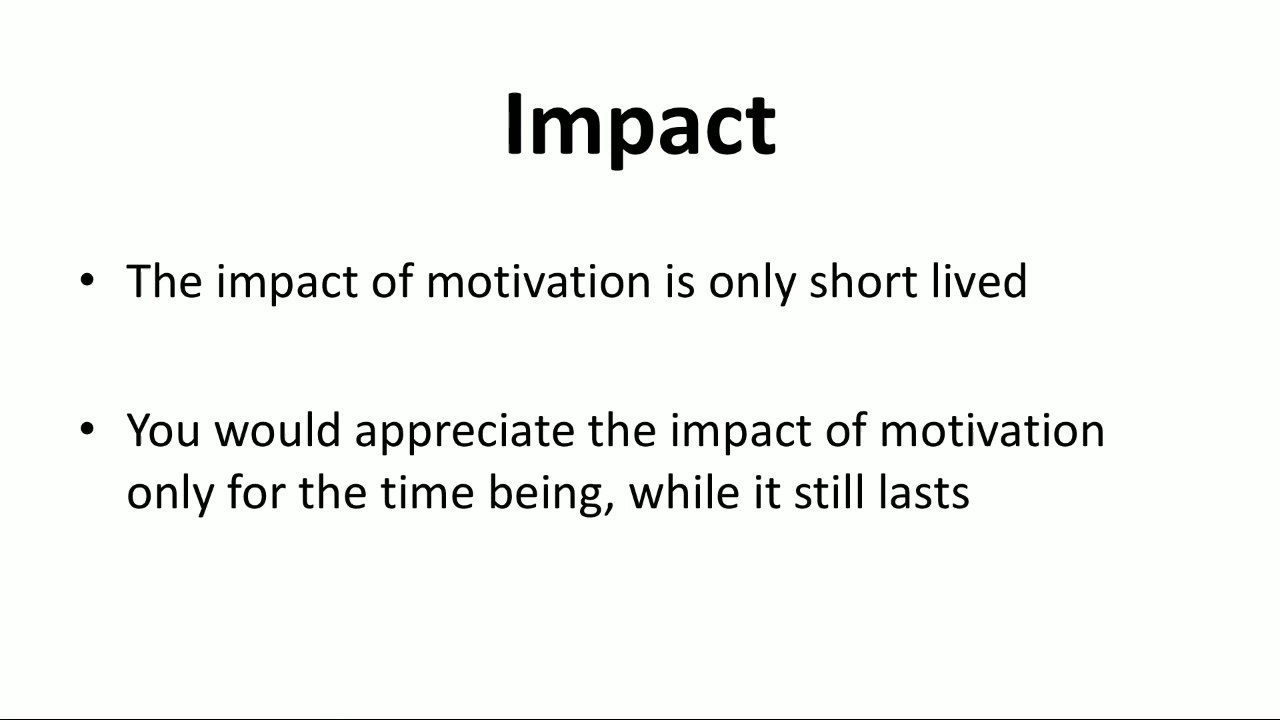 Impact
• The impact of motivation is only short lived
• You would appreciate the impact of motivation
only for the time being, while it still lasts